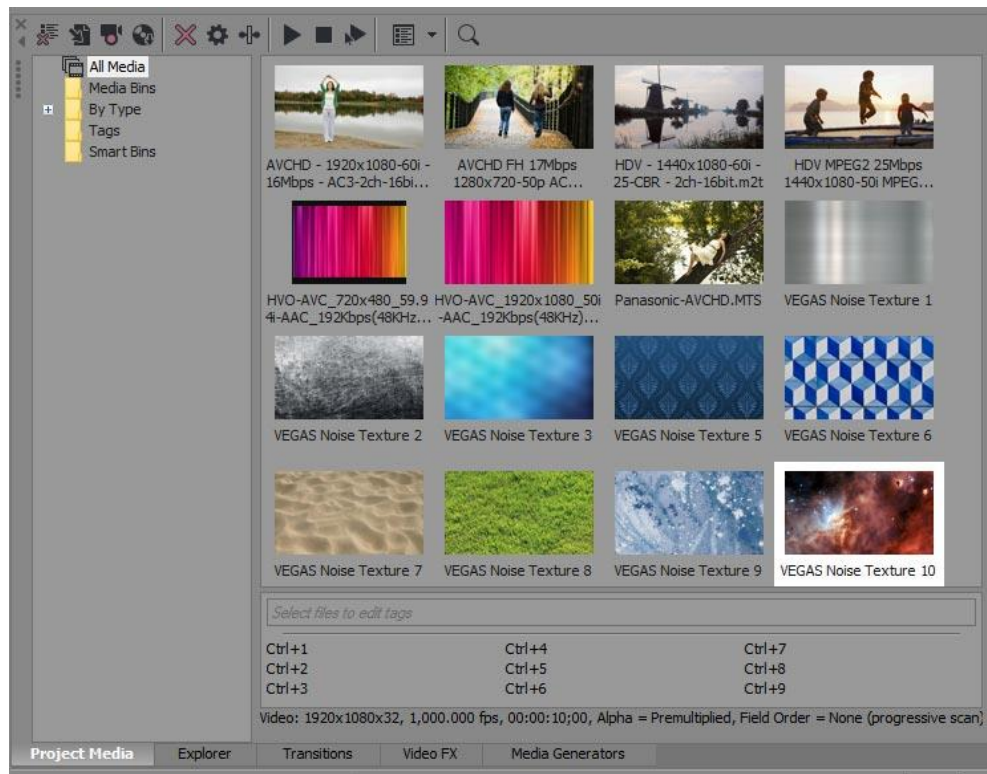 All Media
Media Bins
By Type
Tags
Smart Bins
AVCHD - 1920x1080-60i -
16Mbps - AC3-2ch-16bi...
AVCHD FH 17Mbps
1280x720-50p AC...
HDV - 1440x1080-60i -
25-CBR - 2ch-16bit.m2t
HDV MPEG2 25Mbps
1440x1080-50i MPEG...
HVO-AVC_720x480_59.9
4i-AAC_192Kbps(48KHz...
HVO-AVC_1920x1080_50i
-AAC_192Kbps(48KHz)...
Panasonic-AVCHD.MTS
VEGAS Noise Texture 1
VEGAS Noise Texture 2
VEGAS Noise Texture 3
VEGAS Noise Texture 5
VEGAS Noise Texture 6
VEGAS Noise Texture 7
VEGAS Noise Texture 8
VEGAS Noise Texture 9
VEGAS Noise Texture 10
Select files to edit tags
Ctrl+1 Ctrl+4 Ctrl+7
Ctrl+2 Ctrl+5 Ctrl+8
Ctrl+3 Ctrl+6 Ctrl+9
Video: 1920x1080x32, 1,000.000 fps, 00:00:10;00, Alpha = Premultiplied, Field Order = None (progressive scan)
Project Media Explorer Transitions Video FX Media Generators